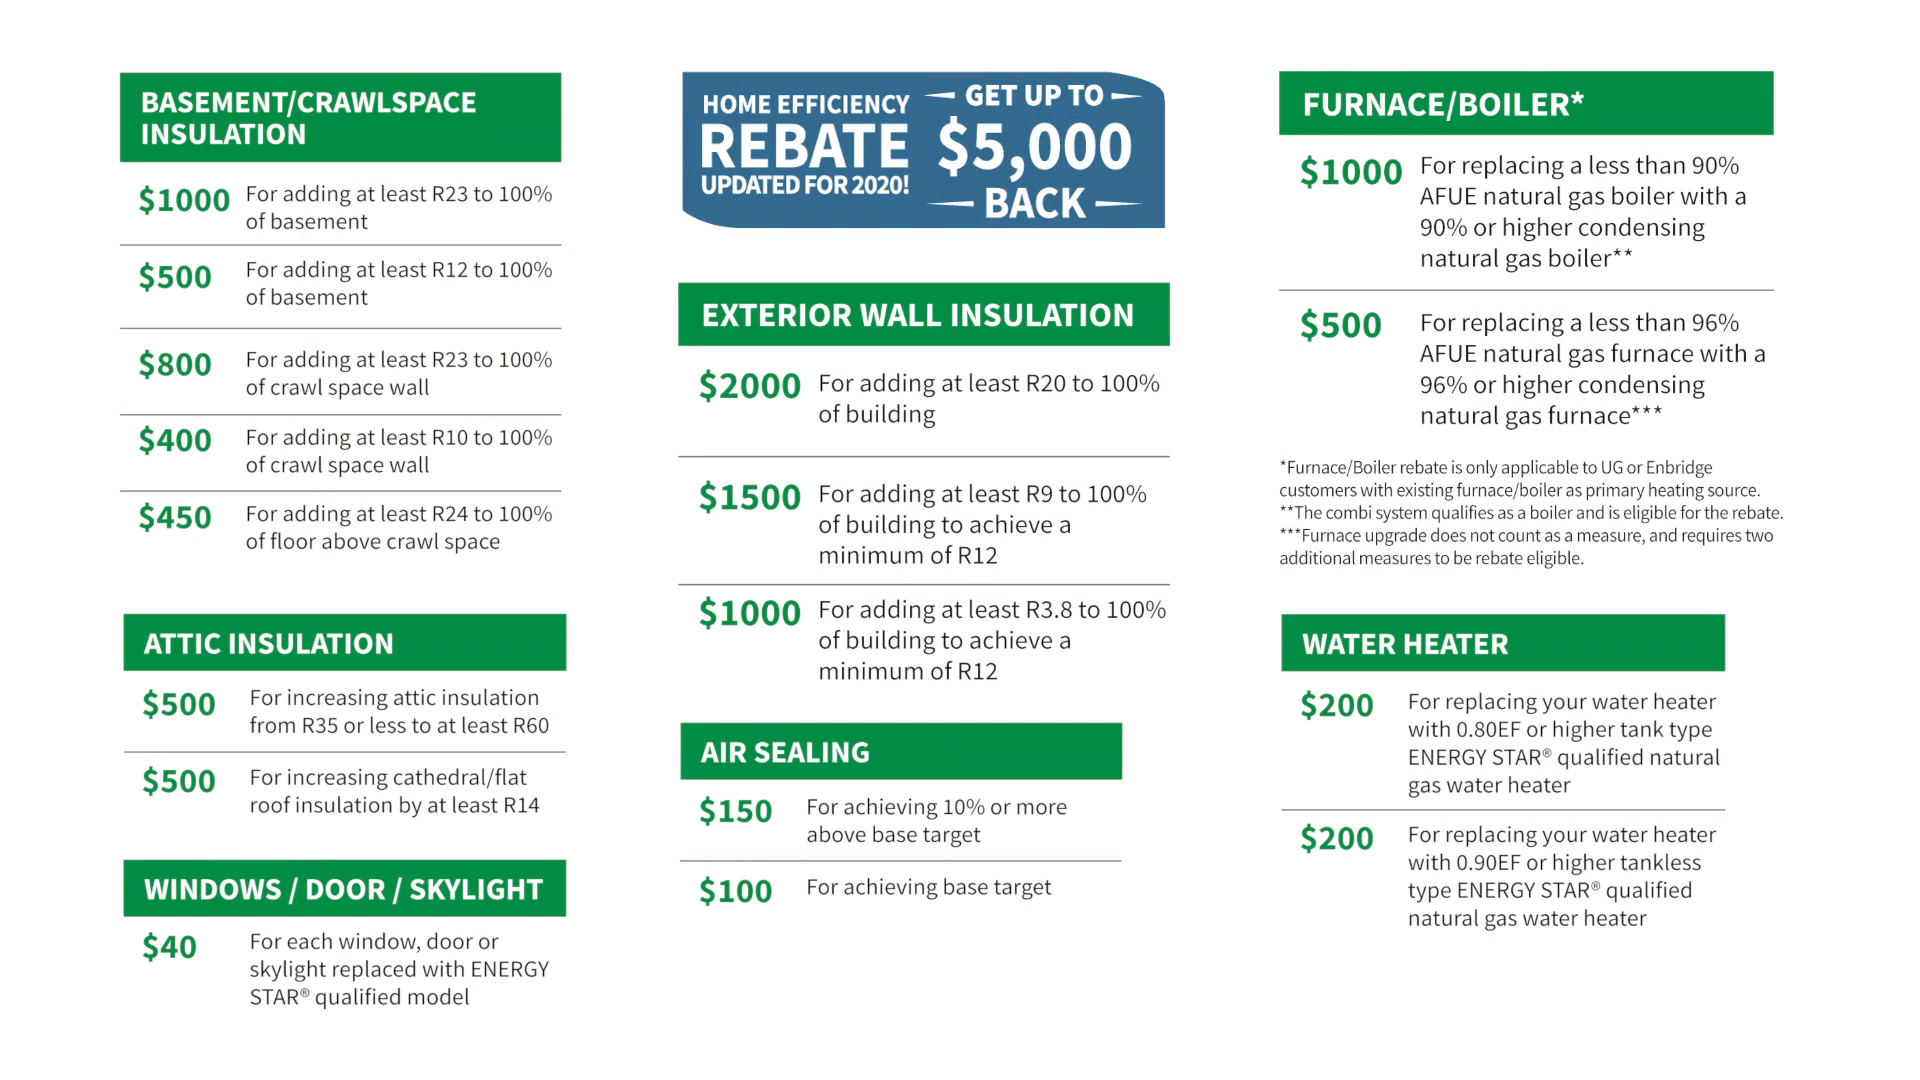 BASEMENT/CRAWLSPACE
INSULATION
$1000 For adding at least R23 to 100%
of basement
$500 For adding at least R12 to 100%
of basement
$800 For adding at least R23 to 100%
of crawl space wall
$400 For adding at least R10 to 100%
of crawl space wall
$450 For adding at least R24 to 100%
of floor above crawl space
ATTIC INSULATION
$500 For increasing attic insulation
from R35 or less to at least R60
$500 For increasing cathedral/flat
roof insulation by at least R14
WINDOWS / DOOR / SKYLIGHT
$40 For each window, door or
skylight replaced with ENERGY
STAR® qualified model
HOME EFFICIENCY
REBATE
UPDATED FOR 2020!
GET UP TO
$5,000
BACK
EXTERIOR WALL INSULATION
$2000 For adding at least R20 to 100%
of building
$1500 For adding at least R9 to 100%
of building to achieve a
minimum of R12
$1000 For adding at least R3.8 to 100%
of building to achieve a
minimum of R12
AIR SEALING
$150 For achieving 10% or more
above base target
$100 For achieving base target
FURNACE/BOILER*
$1000 For replacing a less than 90%
AFUE natural gas boiler with a
90% or higher condensing
natural gas boiler**
$500 For replacing a less than 96%
AFUE natural gas furnace with a
96% or higher condensing
natural gas furnace***
*Furnace/Boiler rebate is only applicable to UG or Enbridge
customers with existing furnace/boiler as primary heating source.
**The combi system qualifies as a boiler and is eligible for the rebate.
***Furnace upgrade does not count as a measure, and requires two
additional measures to be rebate eligible.
WATER HEATER
$200 For replacing your water heater
with 0.80EF or higher tank type
ENERGY STAR® qualified natural
gas water heater
$200 For replacing your water heater
with 0.90EF or higher tankless
type ENERGY STAR® qualified
natural gas water heater